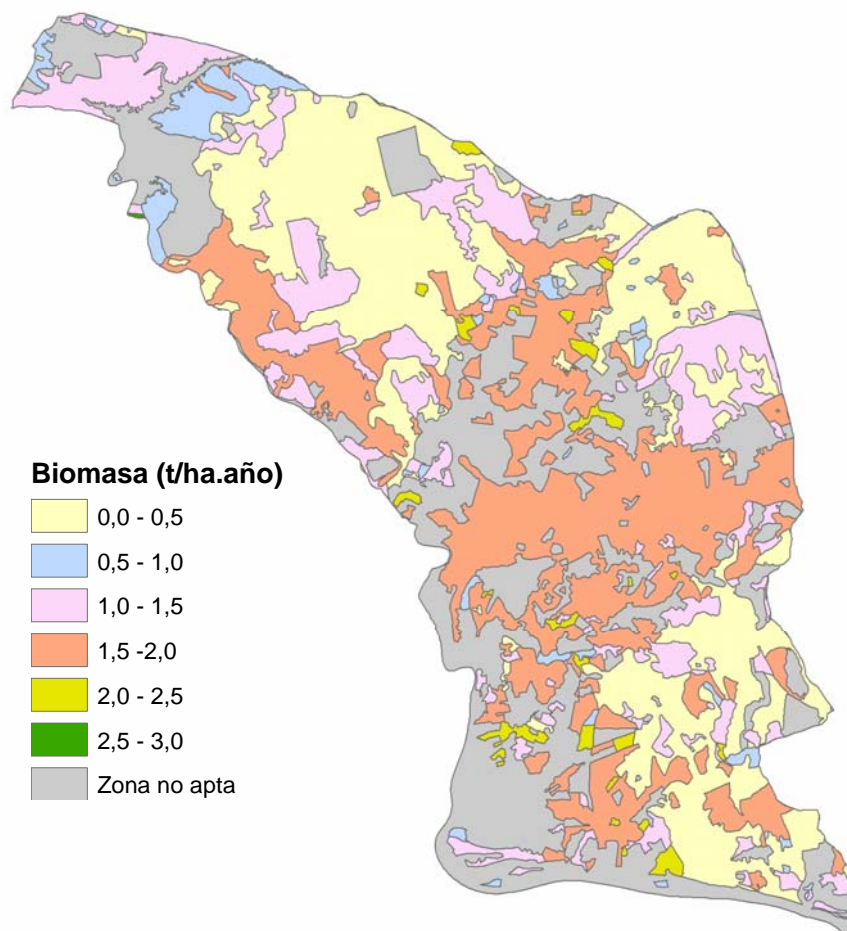 Biomasa (t/ha.año)
0,0 - 0,5
0,5 - 1,0
1,0 - 1,5
1,5 -2,0
2,0 - 2,5
2,5 - 3,0
Zona no apta